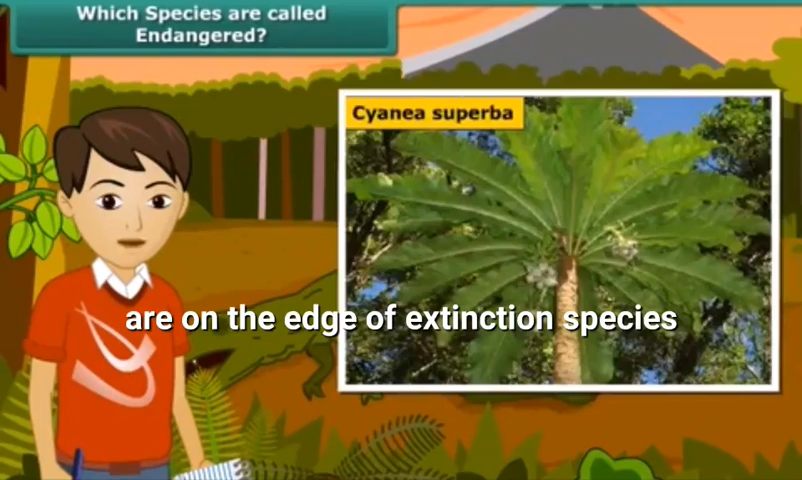 Which Species are called
Endangered?
Cyanea superba
are on the edge of extinction species